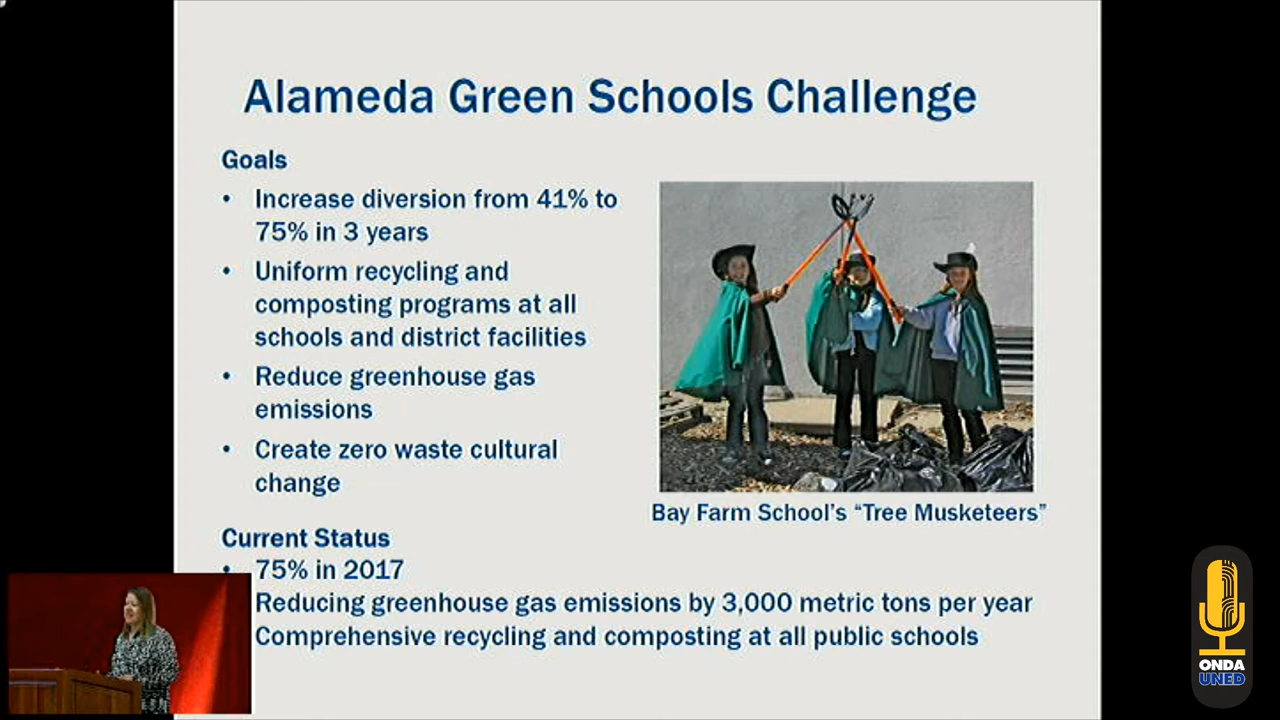 Alameda Green Schools Challenge
Goals
• Increase diversion from 41% to
75% in 3 years
• Uniform recycling and
composting programs at all
schools and district facilities
• Reduce greenhouse gas
emissions
• Create zero waste cultural
change
Bay Farm School's “Tree Musketeers”
Current Status
• 75% in 2017
Reducing greenhouse gas emissions by 3,000 metric tons per year
Comprehensive recycling and composting at all public schools
ONDA
UNED